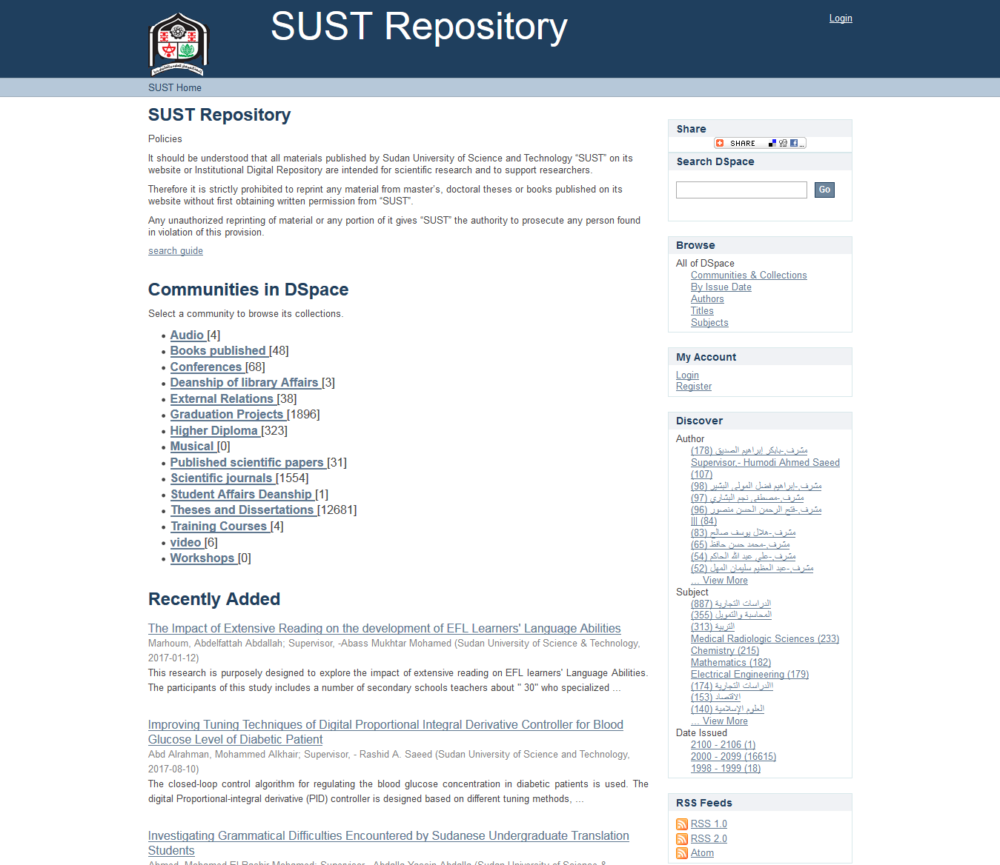 SUST Repository
Login
SUST Home
SUST Repository
Policies
It should be understood that all materials published by Sudan University of Science and Technology “SUST” on its
website or Institutional Digital Repository are intended for scientific research and to support researchers.
Therefore it is strictly prohibited to reprint any material from master’s, doctoral theses or books published on its
website without first obtaining written permission from “SUST”.
Any unauthorized reprinting of material or any portion of it gives “SUST” the authority to prosecute any person found
in violation of this provision.
search guide
Communities in DSpace
Select a community to browse its collections.
Audio [4]
Books published [48]
Conferences [68]
Deanship of library Affairs [3]
External Relations [38]
Graduation Projects [1896]
Higher Diploma [323]
Musical [0]
Published scientific papers [31]
Scientific journals [1554]
Student Affairs Deanship [1]
Theses and Dissertations [12681]
Training Courses [4]
video [6]
Workshops [0]
Recently Added
The Impact of Extensive Reading on the development of EFL Learners' Language Abilities
Marhoum, Abdelfattah Abdallah; Supervisor, -Abass Mukhtar Mohamed (Sudan University of Science & Technology,
2017-01-12)
This research is purposely designed to explore the impact of extensive reading on EFL learners' Language Abilities.
The participants of this study includes a number of secondary schools teachers about " 30" who specialized ...
Improving Tuning Techniques of Digital Proportional Integral Derivative Controller for Blood
Glucose Level of Diabetic Patient
Abd Alrahman, Mohammed Alkhair; Supervisor, - Rashid A. Saeed (Sudan University of Science and Technology,
2017-08-10)
The closed-loop control algorithm for regulating the blood glucose concentration in diabetic patients is used. The
digital Proportional-integral derivative (PID) controller is designed based on different tuning methods, ...
Investigating Grammatical Difficulties Encountered by Sudanese Undergraduate Translation
Students
Ahmed, Mohamed El Bashir Mohamed; Supervisor,- Abdalla Yassin Abdalla (Sudan University of Science &
Share
SHARE
Search DSpace
Go
Browse
All of DSpace
Communities & Collections
By Issue Date
Authors
Titles
Subjects
My Account
Login
Register
Discover
Author
مشرف,-بابكر إبراهيم الصديق (178)
Supervisor,- Humodi Ahmed Saeed
(107)
مشرف,-إبراهيم فضل المولى البشير (98)
مشرف,-مصطفى نجم البشاري (97)
مشرف,-فتح الرحمن الحسن منصور (96)
||| (84)
مشرف,-هلال يوسف صالح (83)
مشرف,-محمد حسن حافظ (65)
مشرف,-علي عبد الله الحاكم (54)
مشرف,-عبد العظيم سليمان المهل (52)
... View More
Subject
الدراسات التجارية (887)
المحاسبة والتمويل (355)
التربية (313)
Medical Radiologic Sciences (233)
Chemistry (215)
Mathematics (182)
Electrical Engineering (179)
االدراسات التجارية (174)
الاقتصاد (153)
العلوم الإسلامية (140)
... View More
Date Issued
2100 - 2106 (1)
2000 - 2099 (16615)
1998 - 1999 (18)
RSS Feeds
RSS 1.0
RSS 2.0
Atom